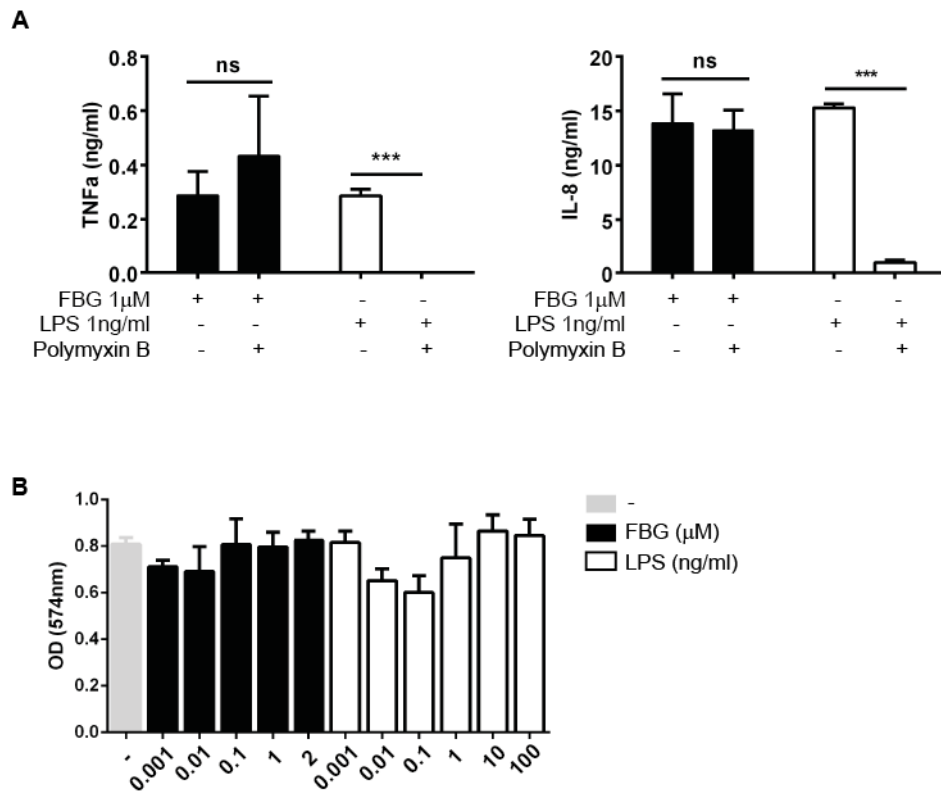 A
ns
***
TNFa (ng/ml)
0.8
0.6
0.4
0.2
0.0
FBG 1μM + + - -
LPS 1ng/ml - - + +
Polymyxin B - + - +
ns
***
IL-8 (ng/ml)
20
15
10
5
0
FBG 1μM + + - -
LPS 1ng/ml - - + +
Polymyxin B - + - +
B
OD (574nm)
1.0
0.8
0.6
0.4
0.2
0.0
- 0.001 0.01 0.1 1 2 0.001 0.01 0.1 1 10 100
-
FBG (μM)
LPS (ng/ml)